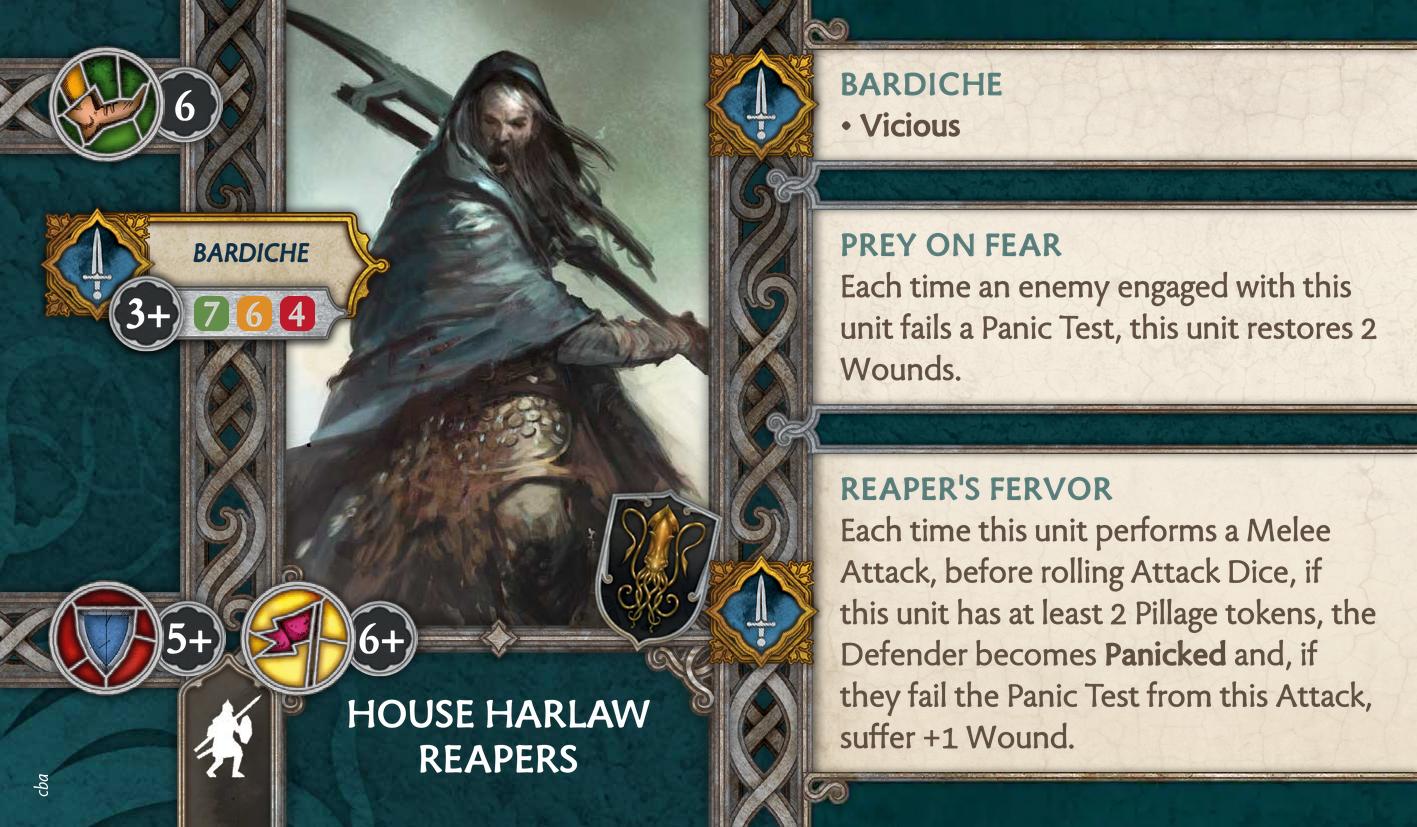 6
BARDICHE
3+ 7 6 4
5+ 6+
HOUSE HARLAW
REAPERS
cba
BARDICHE
• Vicious
PREY ON FEAR
Each time an enemy engaged with this
unit fails a Panic Test, this unit restores 2
Wounds.
REAPER'S FERVOR
Each time this unit performs a Melee
Attack, before rolling Attack Dice, if
this unit has at least 2 Pillage tokens, the
Defender becomes Panicked and, if
they fail the Panic Test from this Attack,
suffer +1 Wound.